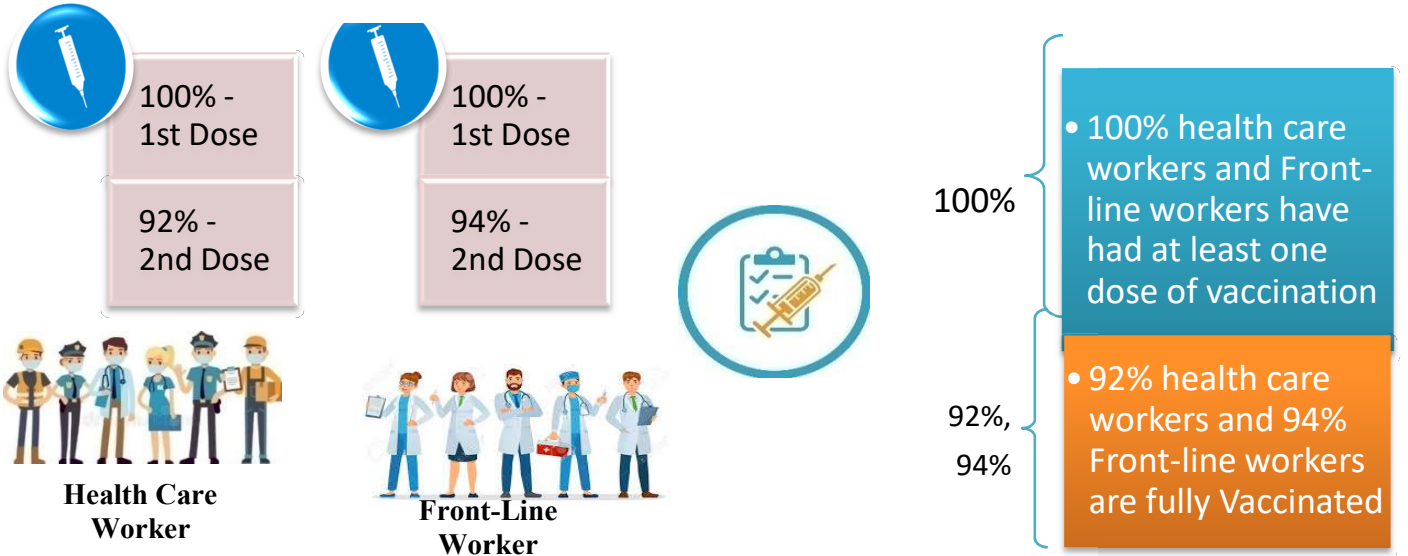 100% -
1st Dose
92% -
2nd Dose
Health Care
Worker
100% -
1st Dose
94% -
2nd Dose
Front-Line
Worker
100%
• 100% health care
workers and Front-
line workers have
had at least one
dose of vaccination
92%,
94%
• 92% health care
workers and 94%
Front-line workers
are fully Vaccinated